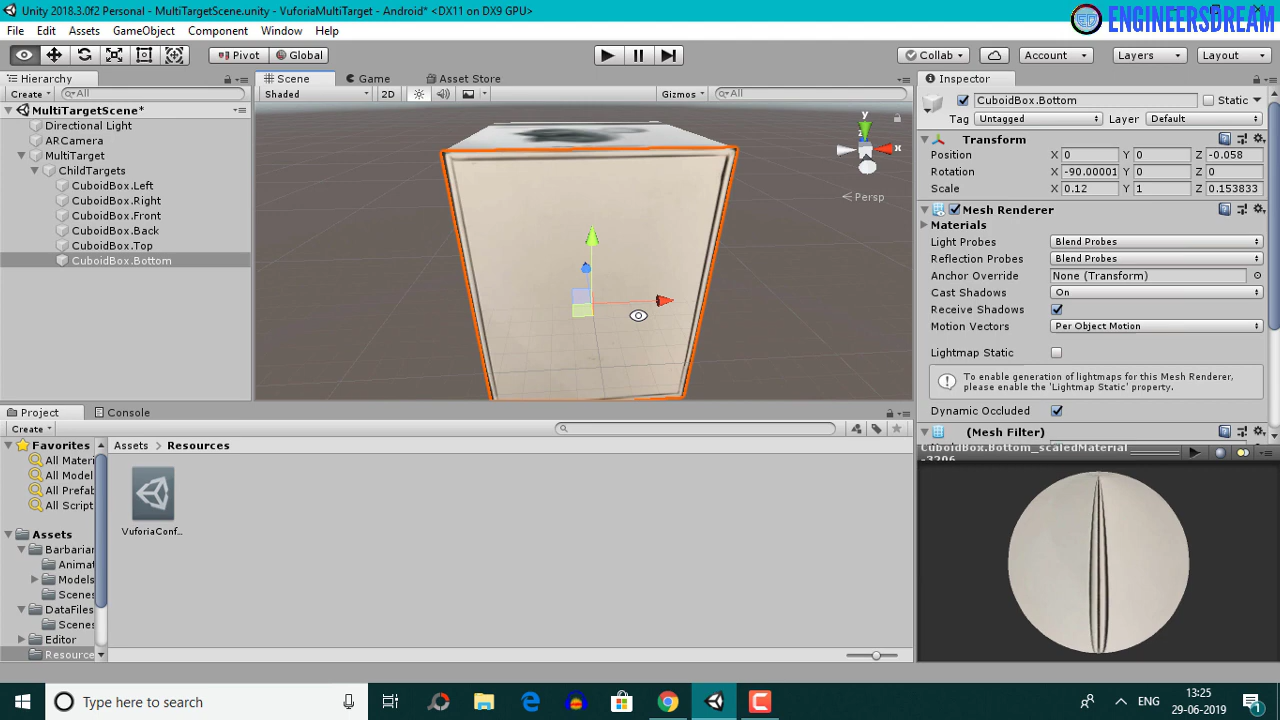 Unity 2018.3.0f2 Personal - MultiTargetScene.unity - VuforiaMultiTarget - Android* <DX11 on DX9 GPU>
ENGINEERSDREAM
File Edit Assets GameObject Component Window Help
Pivot Global Collab Account Layers Layout
Hierarchy Scene Game Asset Store Inspector
Create All Shaded 2D Gizmos All
CuboidBox.Bottom Static
Tag Untagged Layer Default
MultiTargetScene*
Directional Light
ARCamera
MultiTarget
ChildTargets
CuboidBox.Left
CuboidBox.Right
CuboidBox.Front
CuboidBox.Back
CuboidBox.Top
CuboidBox.Bottom
y
x
Persp
Transform
Position X 0 Y 0 Z -0.058
Rotation X -90.00001 Y 0 Z 0
Scale X 0.12 Y 1 Z 0.153833
Mesh Renderer
Materials
Light Probes Blend Probes
Reflection Probes Blend Probes
Anchor Override None (Transform)
Cast Shadows On
Receive Shadows
Motion Vectors Per Object Motion
Lightmap Static
To enable generation of lightmaps for this Mesh Renderer,
please enable the 'Lightmap Static' property.
Dynamic Occluded
(Mesh Filter)
CuboidBox.Bottom_scaledMaterial
-3206
Project Console
Create
Favorites
All Materi
All Model
All Prefab
All Script
Assets
Barbarian
Animat
Models
Scenes
DataFiles
Scenes
Editor
Resource
Assets Resources
VuforiaConf...
Type here to search
ENG
13:25
29-06-2019
1